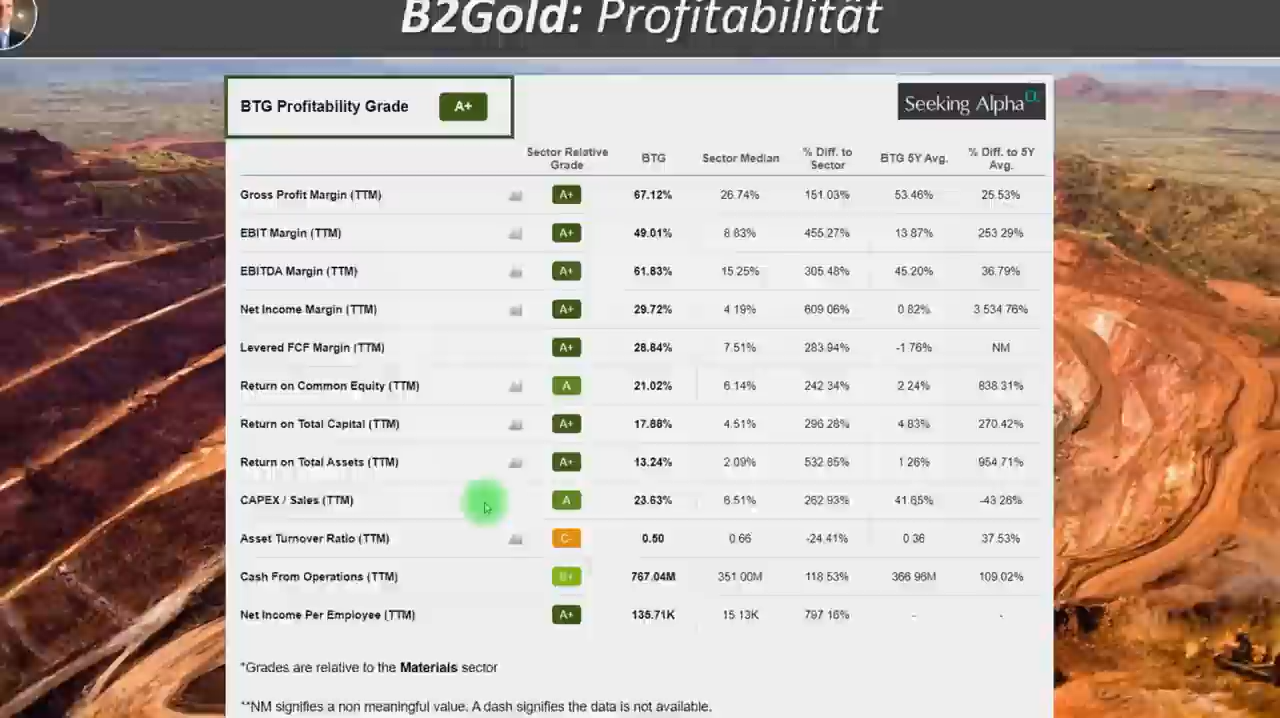 B2Gold: Profitabilität
BTG Profitability Grade A+ Seeking Alpha
Sector Relative Grade BTG Sector Median % Diff. to Sector BTG 5Y Avg. % Diff. to 5Y Avg.
Gross Profit Margin (TTM) A+ 67.12% 26.74% 151.03% 53.46% 25.53%
EBIT Margin (TTM) A+ 49.01% 8.83% 455.27% 13.87% 253.29%
EBITDA Margin (TTM) A+ 61.83% 15.25% 305.48% 45.20% 36.79%
Net Income Margin (TTM) A+ 29.72% 4.19% 609.06% 0.82% 3 534.76%
Levered FCF Margin (TTM) A+ 28.84% 7.51% 283.94% -1.76% NM
Return on Common Equity (TTM) A 21.02% 6.14% 242.34% 2.24% 838.31%
Return on Total Capital (TTM) A+ 17.88% 4.51% 296.28% 4.83% 270.42%
Return on Total Assets (TTM) A+ 13.24% 2.09% 532.85% 1.26% 954.71%
CAPEX / Sales (TTM) A 23.63% 6.51% 262.93% 41.65% -43.26%
Asset Turnover Ratio (TTM) C- 0.50 0.66 -24.41% 0.36 37.53%
Cash From Operations (TTM) B+ 767.04M 351.00M 118.53% 366.96M 109.02%
Net Income Per Employee (TTM) A+ 135.71K 15.13K 797.16% - -
*Grades are relative to the Materials sector
**NM signifies a non meaningful value. A dash signifies the data is not available.